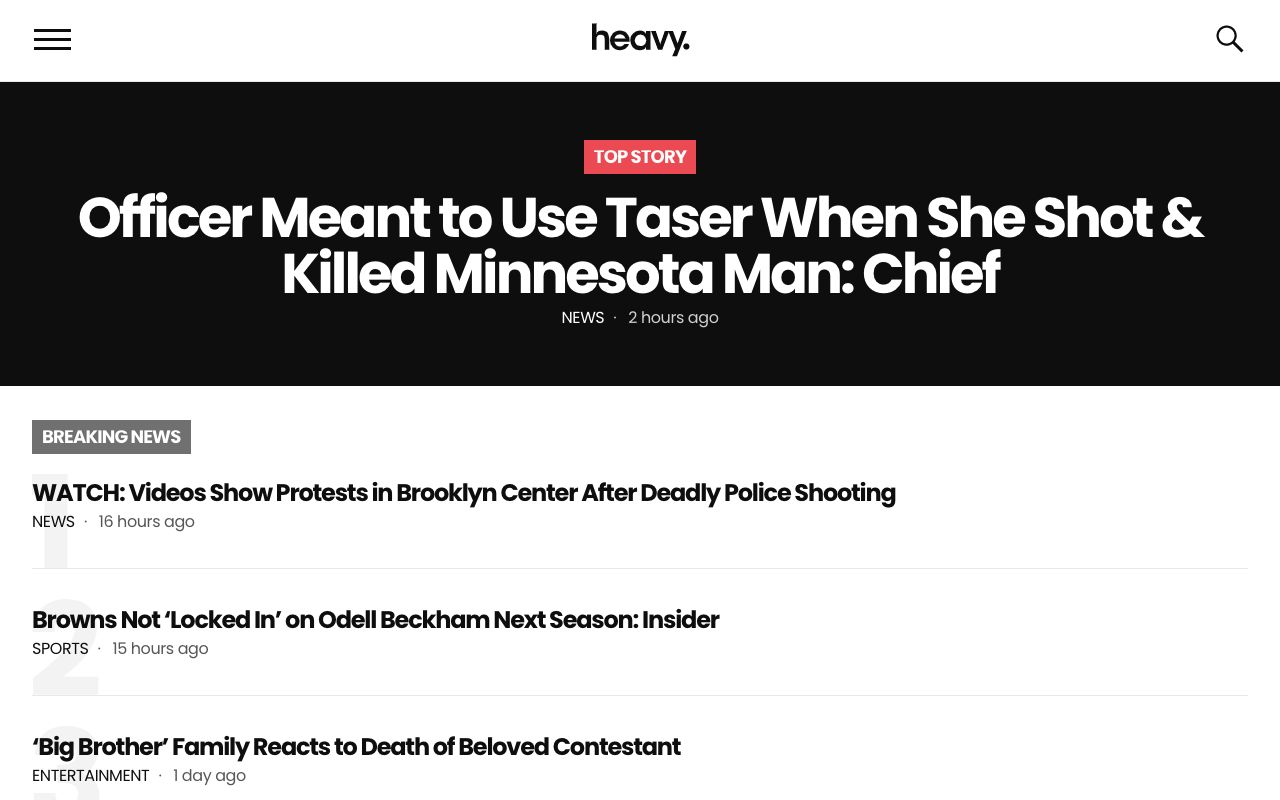 heavy.
TOP STORY
Officer Meant to Use Taser When She Shot &
Killed Minnesota Man: Chief
NEWS · 2 hours ago
BREAKING NEWS
1
WATCH: Videos Show Protests in Brooklyn Center After Deadly Police Shooting
NEWS · 16 hours ago
2
Browns Not ‘Locked In’ on Odell Beckham Next Season: Insider
SPORTS · 15 hours ago
3
‘Big Brother’ Family Reacts to Death of Beloved Contestant
ENTERTAINMENT · 1 day ago